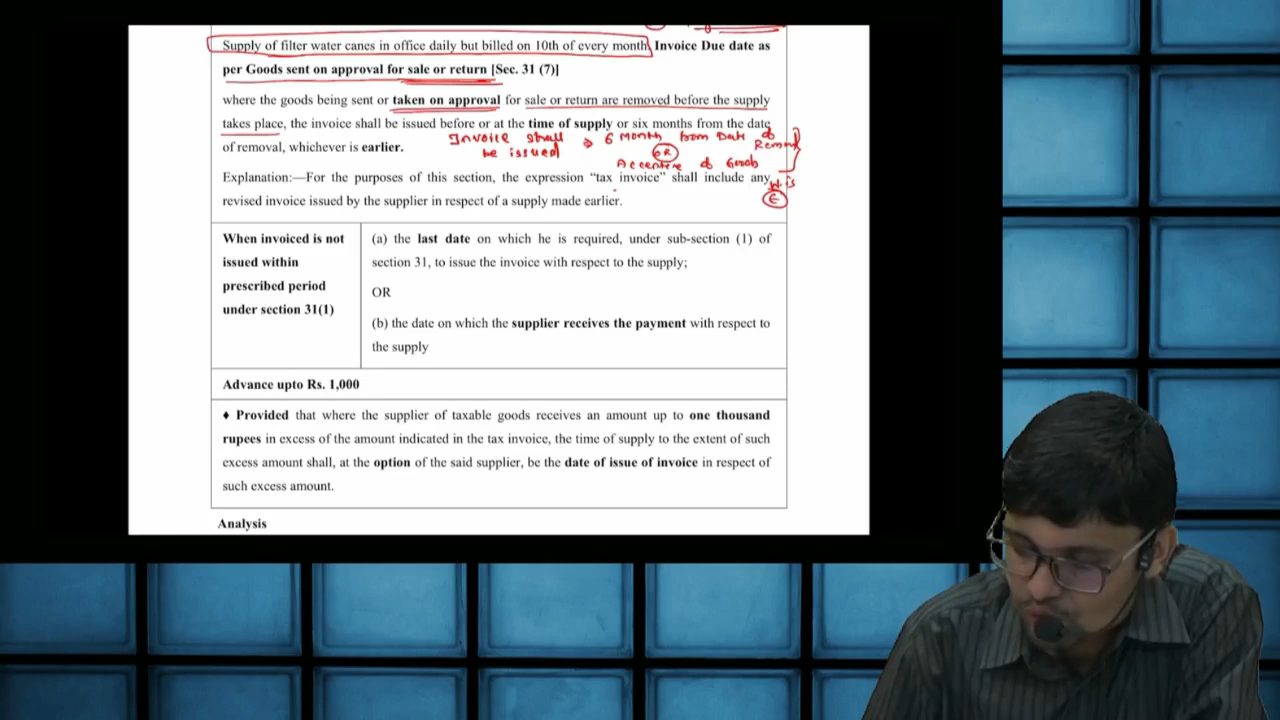 Supply of filter water canes in office daily but billed on 10th of every month. Invoice Due date as
per Goods sent on approval for sale or return [Sec. 31 (7)]
where the goods being sent or taken on approval for sale or return are removed before the supply
takes place, the invoice shall be issued before or at the time of supply or six months from the date
of removal, whichever is earlier.
Invoice shall be issued
6 Month from Date of
OR
of Goods
w.is
E
Explanation:—For the purposes of this section, the expression “tax invoice” shall include any
revised invoice issued by the supplier in respect of a supply made earlier.
When invoiced is not
issued within
prescribed period
under section 31(1)
(a) the last date on which he is required, under sub-section (1) of
section 31, to issue the invoice with respect to the supply;
OR
(b) the date on which the supplier receives the payment with respect to
the supply
Advance upto Rs. 1,000
♦ Provided that where the supplier of taxable goods receives an amount up to one thousand
rupees in excess of the amount indicated in the tax invoice, the time of supply to the extent of such
excess amount shall, at the option of the said supplier, be the date of issue of invoice in respect of
such excess amount.
Analysis